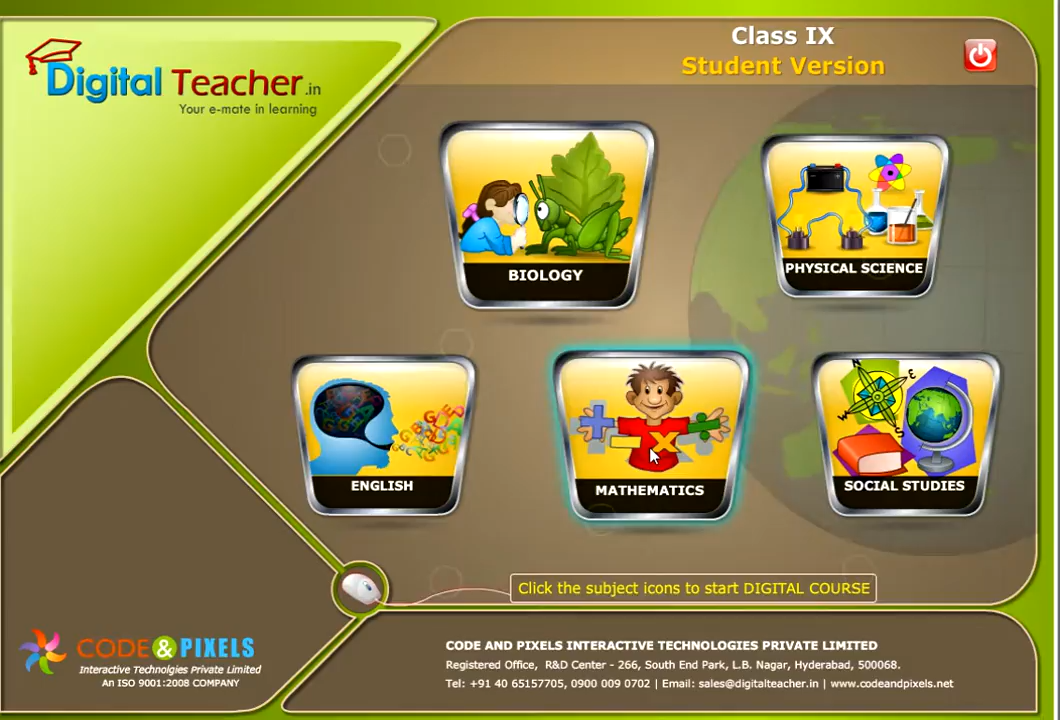 Class IX
Student Version
Digital Teacher.in
Your e-mate in learning
BIOLOGY
PHYSICAL SCIENCE
ENGLISH
MATHEMATICS
SOCIAL STUDIES
Click the subject icons to start DIGITAL COURSE
CODE & PIXELS
Interactive Technolgies Private Limited
An ISO 9001:2008 COMPANY
CODE AND PIXELS INTERACTIVE TECHNOLOGIES PRIVATE LIMITED
Registered Office, R&D Center - 266, South End Park, L.B. Nagar, Hyderabad, 500068.
Tel: +91 40 65157705, 0900 009 0702 | Email: sales@digitalteacher.in | www.codeandpixels.net